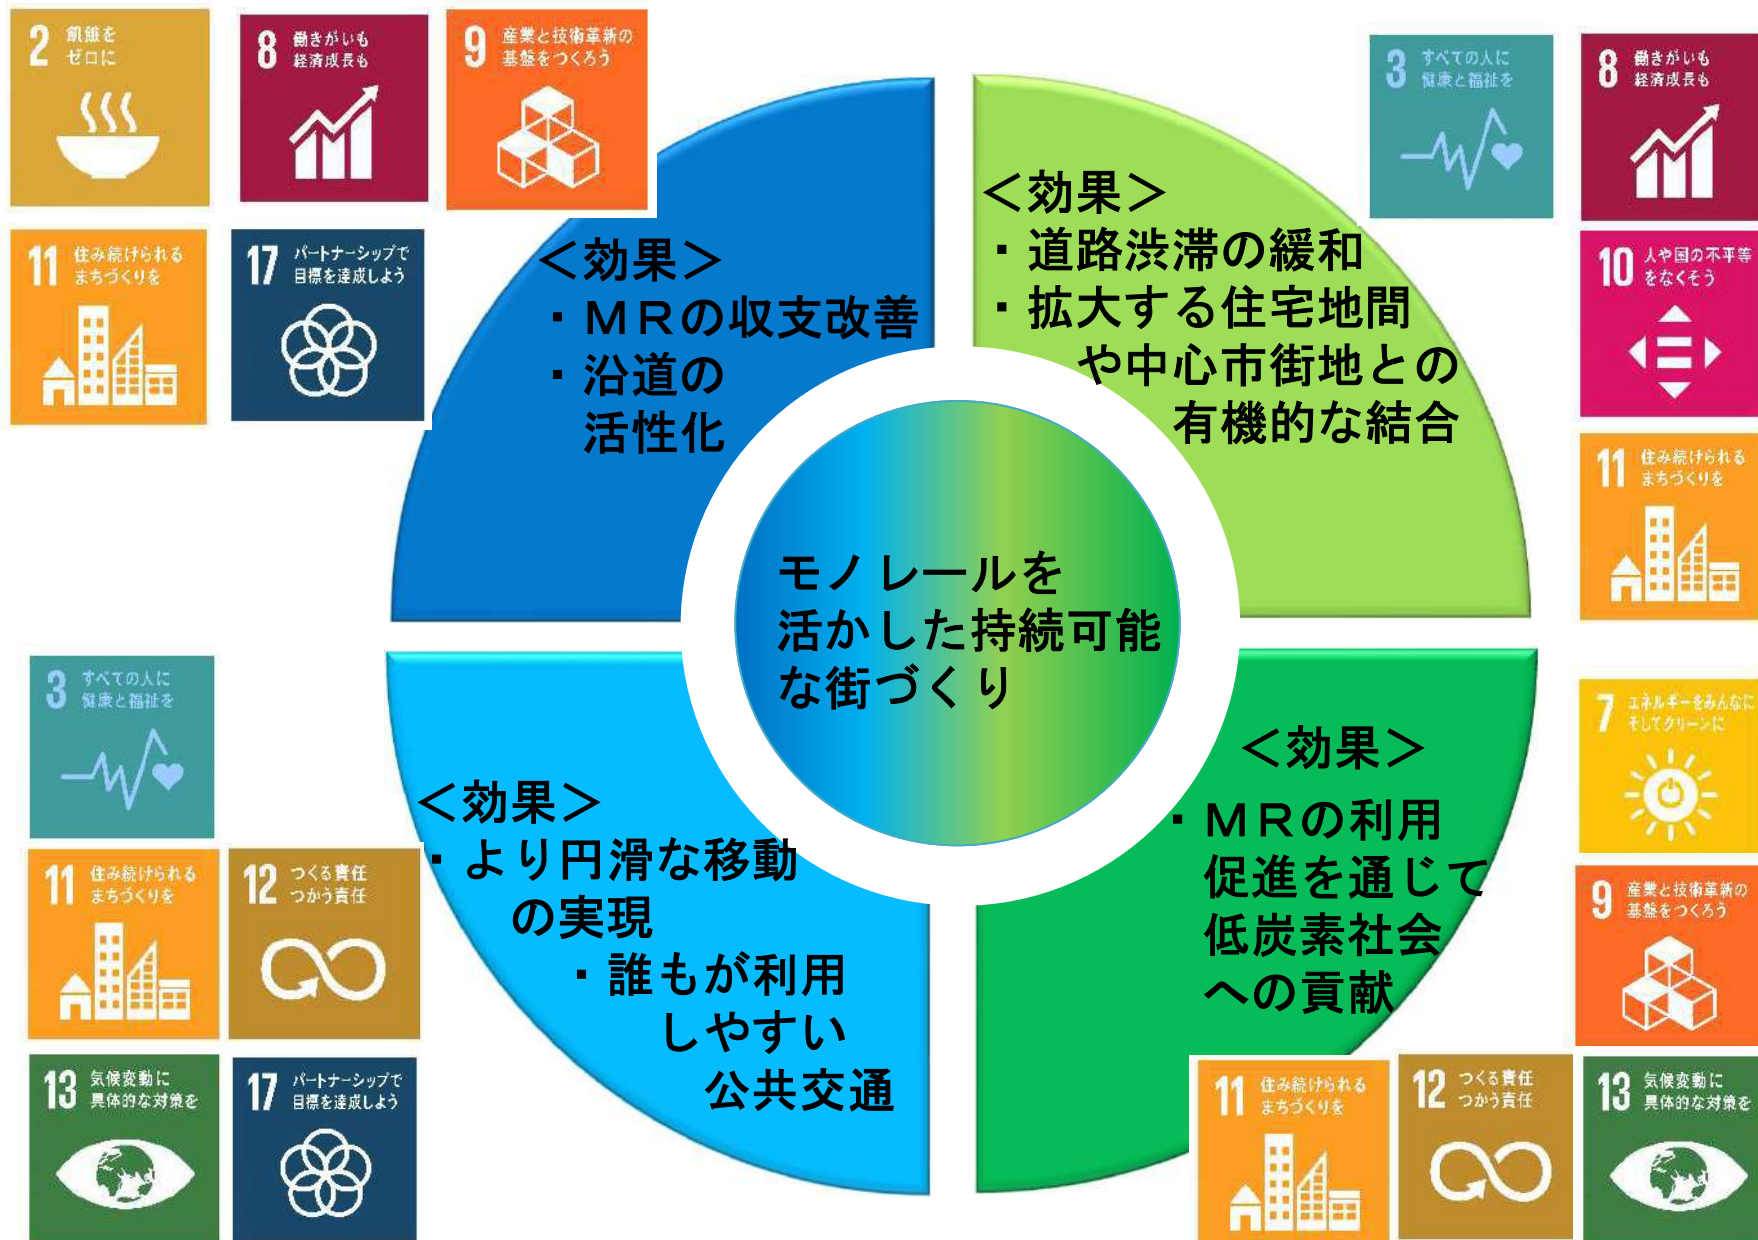 2 飢餓を
ゼロに
8 働きがいも
経済成長も
9 産業と技術革新の
基盤をつくろう
11 住み続けられる
まちづくりを
17 パートナーシップで
目標を達成しよう
<効果>
・MRの収支改善
・沿道の
活性化
<効果>
・道路渋滞の緩和
・拡大する住宅地間
や中心市街地との
有機的な結合
3 すべての人に
健康と福祉を
8 働きがいも
経済成長も
10 人や国の不平等
をなくそう
11 住み続けられる
まちづくりを
モノレールを
活かした持続可能
な街づくり
3 すべての人に
健康と福祉を
11 住み続けられる
まちづくりを
12 つくる責任
つかう責任
13 気候変動に
具体的な対策を
17 パートナーシップで
目標を達成しよう
<効果>
・より円滑な移動
の実現
・誰もが利用
しやすい
公共交通
<効果>
・MRの利用
促進を通じて
低炭素社会
への貢献
7 エネルギーをみんなに
そしてクリーンに
9 産業と技術革新の
基盤をつくろう
11 住み続けられる
まちづくりを
12 つくる責任
つかう責任
13 気候変動に
具体的な対策を